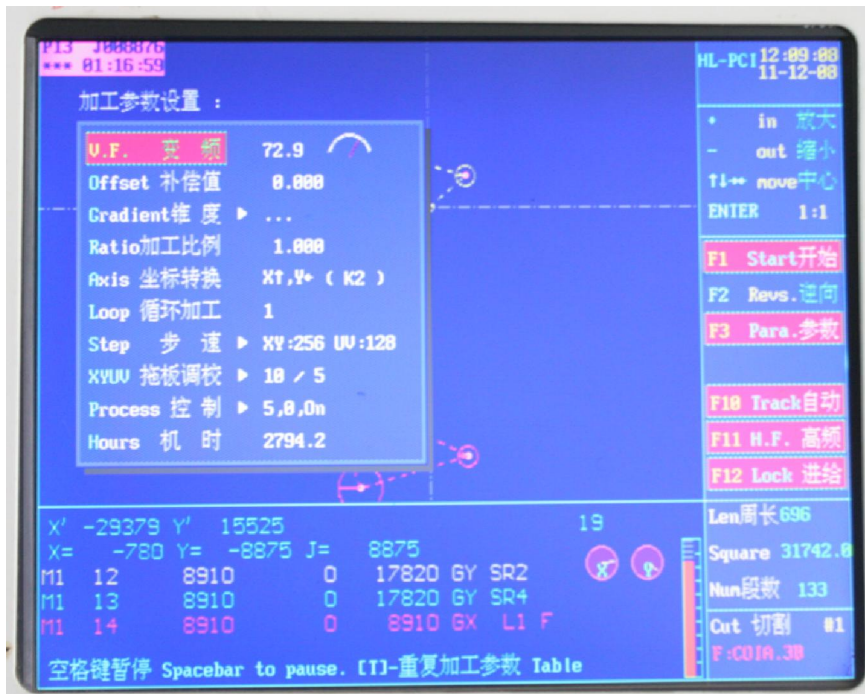 P13 J008876
*** 01:16:59
HL-PCI 12:09:08
11-12-08
加工参数设置 :
V.F. 变 频 72.9
Offset 补偿值 0.000
Gradient锥 度 ▶ ...
Ratio加工比例 1.000
Axis 坐标转换 X↑,Y← ( K2 )
Loop 循环加工 1
Step 步 速 ▶ XY:256 UV:128
XYUV 拖板调校 ▶ 10 / 5
Process 控 制 ▶ 5,0,On
Hours 机 时 2794.2
+ in 放大
- out 缩小
↑↓←→ move中心
ENTER 1:1
F1 Start开始
F2 Revs.逆向
F3 Para.参数
F10 Track自动
F11 H.F. 高频
F12 Lock 进给
X' -29379 Y' 15525 19
X= -780 Y= -8875 J= 8875
M1 12 8910 0 17820 GY SR2
M1 13 8910 0 17820 GY SR4
M1 14 8910 0 8910 GX L1 F
空格键暂停 Spacebar to pause. [T]-重复加工参数 Table
Len周长696
Square 31742.0
Num段数 133
Cut 切割 #1